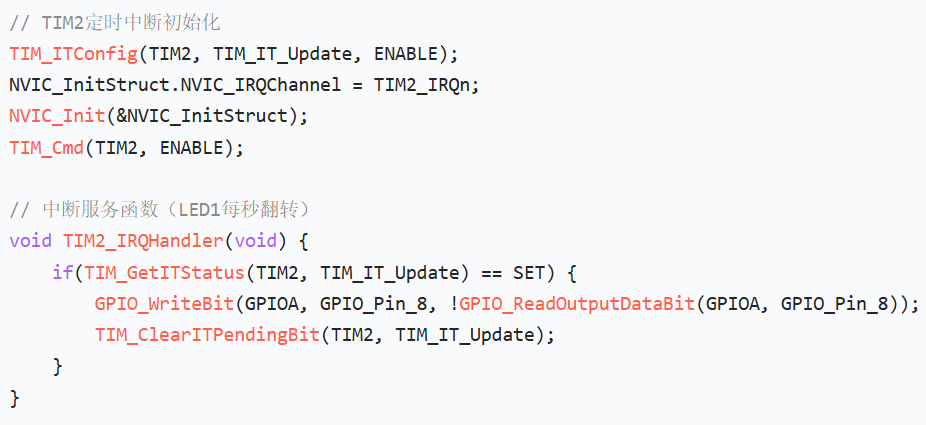 // TIM2定时中断初始化
TIM_ITConfig(TIM2, TIM_IT_Update, ENABLE);
NVIC_InitStruct.NVIC_IRQChannel = TIM2_IRQn;
NVIC_Init(&NVIC_InitStruct);
TIM_Cmd(TIM2, ENABLE);

// 中断服务函数（LED1每秒翻转）
void TIM2_IRQHandler(void) {
    if(TIM_GetITStatus(TIM2, TIM_IT_Update) == SET) {
        GPIO_WriteBit(GPIOA, GPIO_Pin_8, !GPIO_ReadOutputDataBit(GPIOA, GPIO_Pin_8));
        TIM_ClearITPendingBit(TIM2, TIM_IT_Update);
    }
}